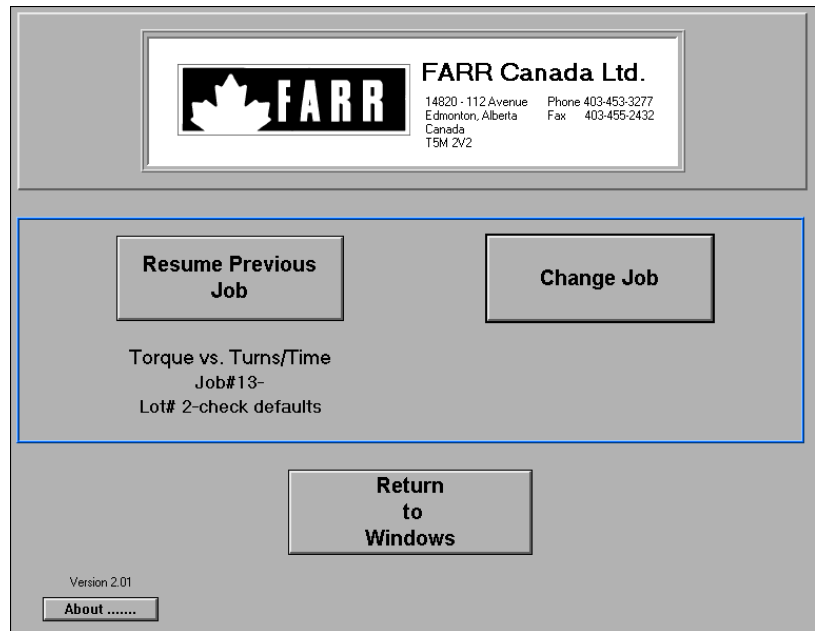 FARR
FARR Canada Ltd.
14820 - 112 Avenue Phone 403-453-3277
Edmonton, Alberta Fax 403-455-2432
Canada
T5M 2V2
Resume Previous
Job
Change Job
Torque vs. Turns/Time
Job#13-
Lot# 2-check defaults
Return
to
Windows
Version 2.01
About .......